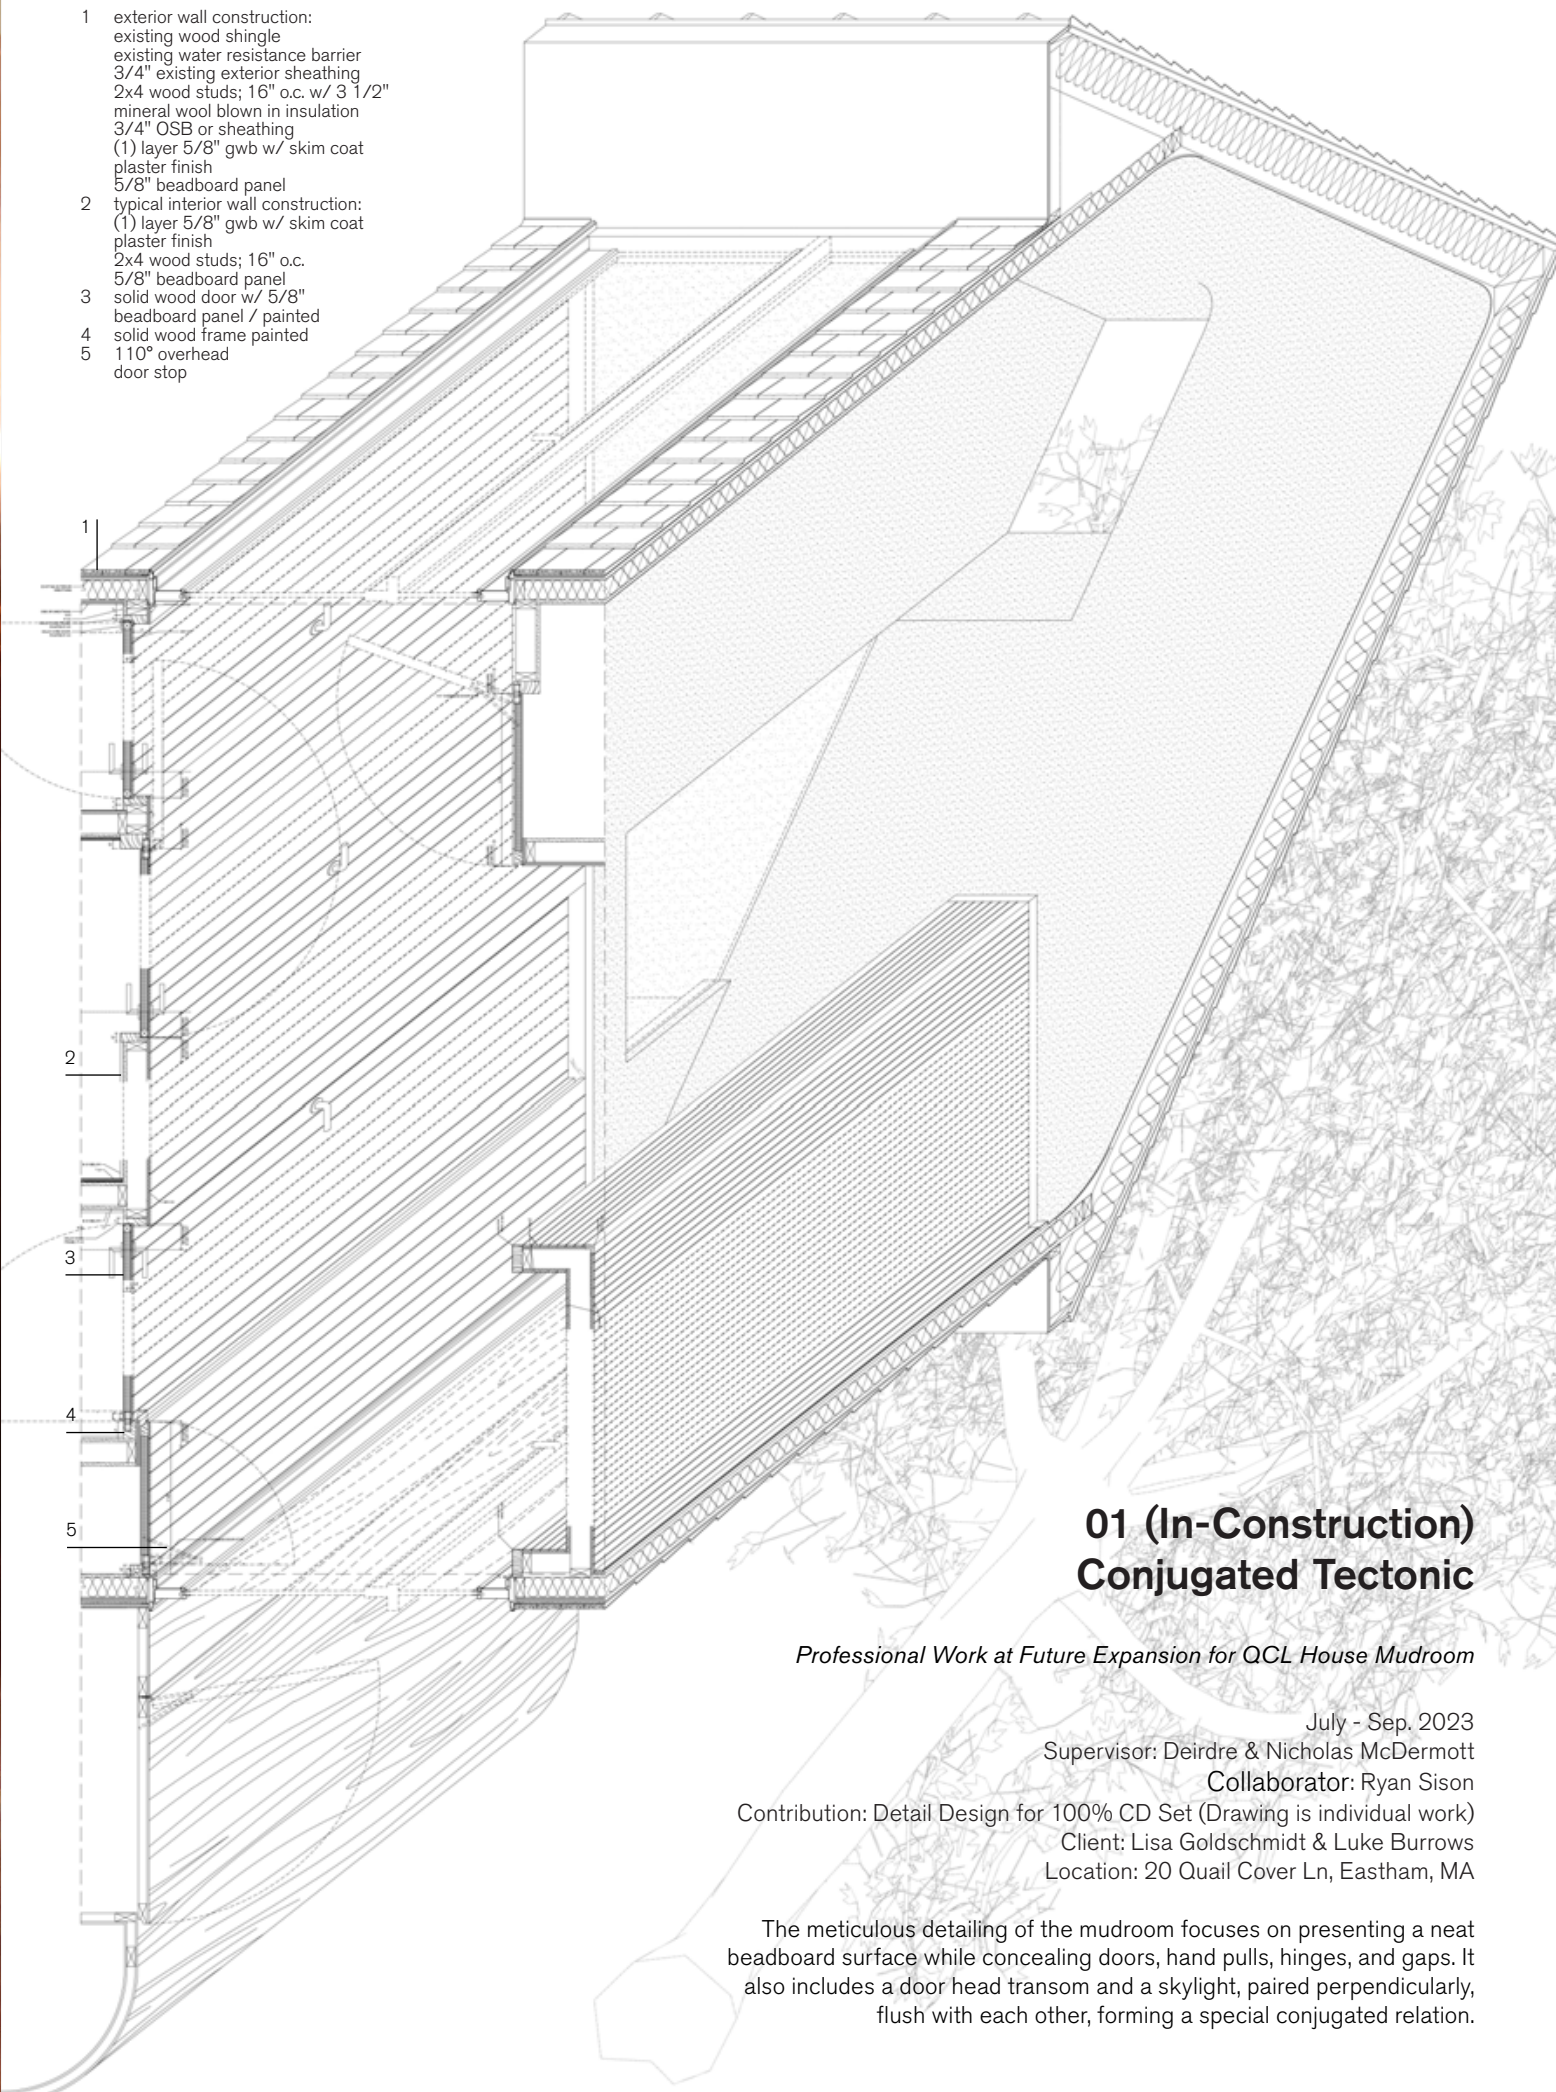 1 exterior wall construction:
existing wood shingle
existing water resistance barrier
3/4" existing exterior sheathing
2x4 wood studs; 16" o.c. w/ 3 1/2"
mineral wool blown in insulation
3/4" OSB or sheathing
(1) layer 5/8" gwb w/ skim coat
plaster finish
5/8" beadboard panel
2 typical interior wall construction:
(1) layer 5/8" gwb w/ skim coat
plaster finish
2x4 wood studs; 16" o.c.
5/8" beadboard panel
3 solid wood door w/ 5/8"
beadboard panel / painted
4 solid wood frame painted
5 110° overhead
door stop
1
2
3
4
5
01 (In-Construction)
Conjugated Tectonic
Professional Work at Future Expansion for QCL House Mudroom
July - Sep. 2023
Supervisor: Deirdre & Nicholas McDermott
Collaborator: Ryan Sison
Contribution: Detail Design for 100% CD Set (Drawing is individual work)
Client: Lisa Goldschmidt & Luke Burrows
Location: 20 Quail Cover Ln, Eastham, MA
The meticulous detailing of the mudroom focuses on presenting a neat
beadboard surface while concealing doors, hand pulls, hinges, and gaps. It
also includes a door head transom and a skylight, paired perpendicularly,
flush with each other, forming a special conjugated relation.